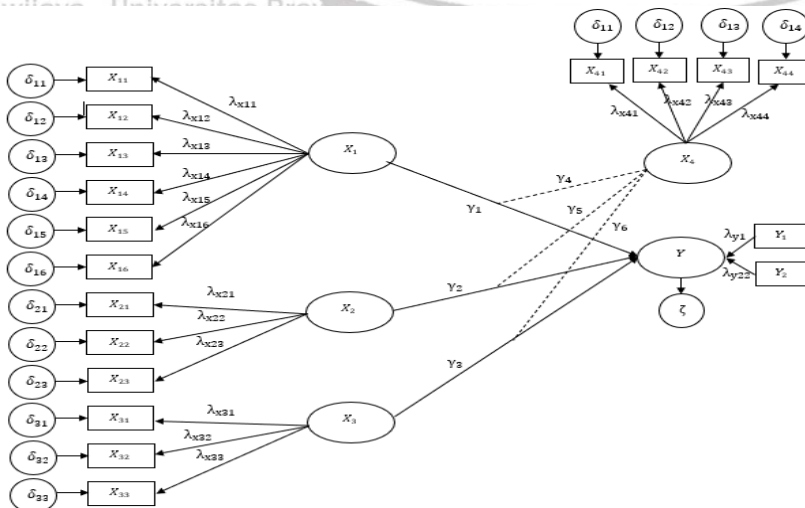 δ₁₁ δ₁₂ δ₁₃ δ₁₄
X₄₁ X₄₂ X₄₃ X₄₄
λₓ₄₁ λₓ₄₂ λₓ₄₃ λₓ₄₄
X₄
δ₁₁ X₁₁ λₓ₁₁
δ₁₂ X₁₂ λₓ₁₂
δ₁₃ X₁₃ λₓ₁₃ X₁
δ₁₄ X₁₄ λₓ₁₄
δ₁₅ X₁₅ λₓ₁₅
δ₁₆ X₁₆ λₓ₁₆
γ₄
γ₁ γ₅
γ₆
Y λy1 Y₁
λy22 Y₂
ζ
δ₂₁ X₂₁ λₓ₂₁
δ₂₂ X₂₂ λₓ₂₂ X₂ γ₂
δ₂₃ X₂₃ λₓ₂₃
γ₃
δ₃₁ X₃₁ λₓ₃₁
δ₃₂ X₃₂ λₓ₃₂ X₃
δ₃₃ X₃₃ λₓ₃₃